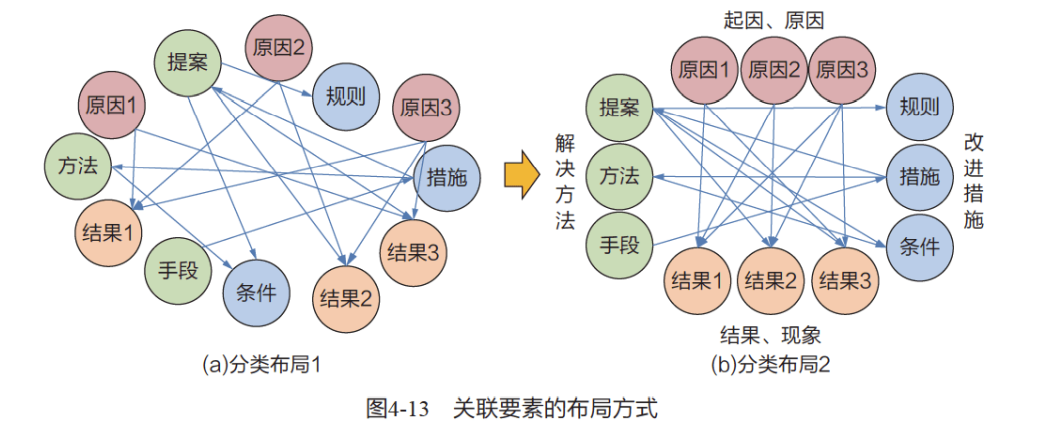 提案
原因2
规则
原因1
原因3
方法
措施
结果1
结果3
手段
条件
结果2
(a)分类布局1
起因、原因
原因1
原因2
原因3
提案
规则
解决方法
方法
措施
改进措施
手段
条件
结果1
结果2
结果3
结果、现象
(b)分类布局2
图4-13 关联要素的布局方式